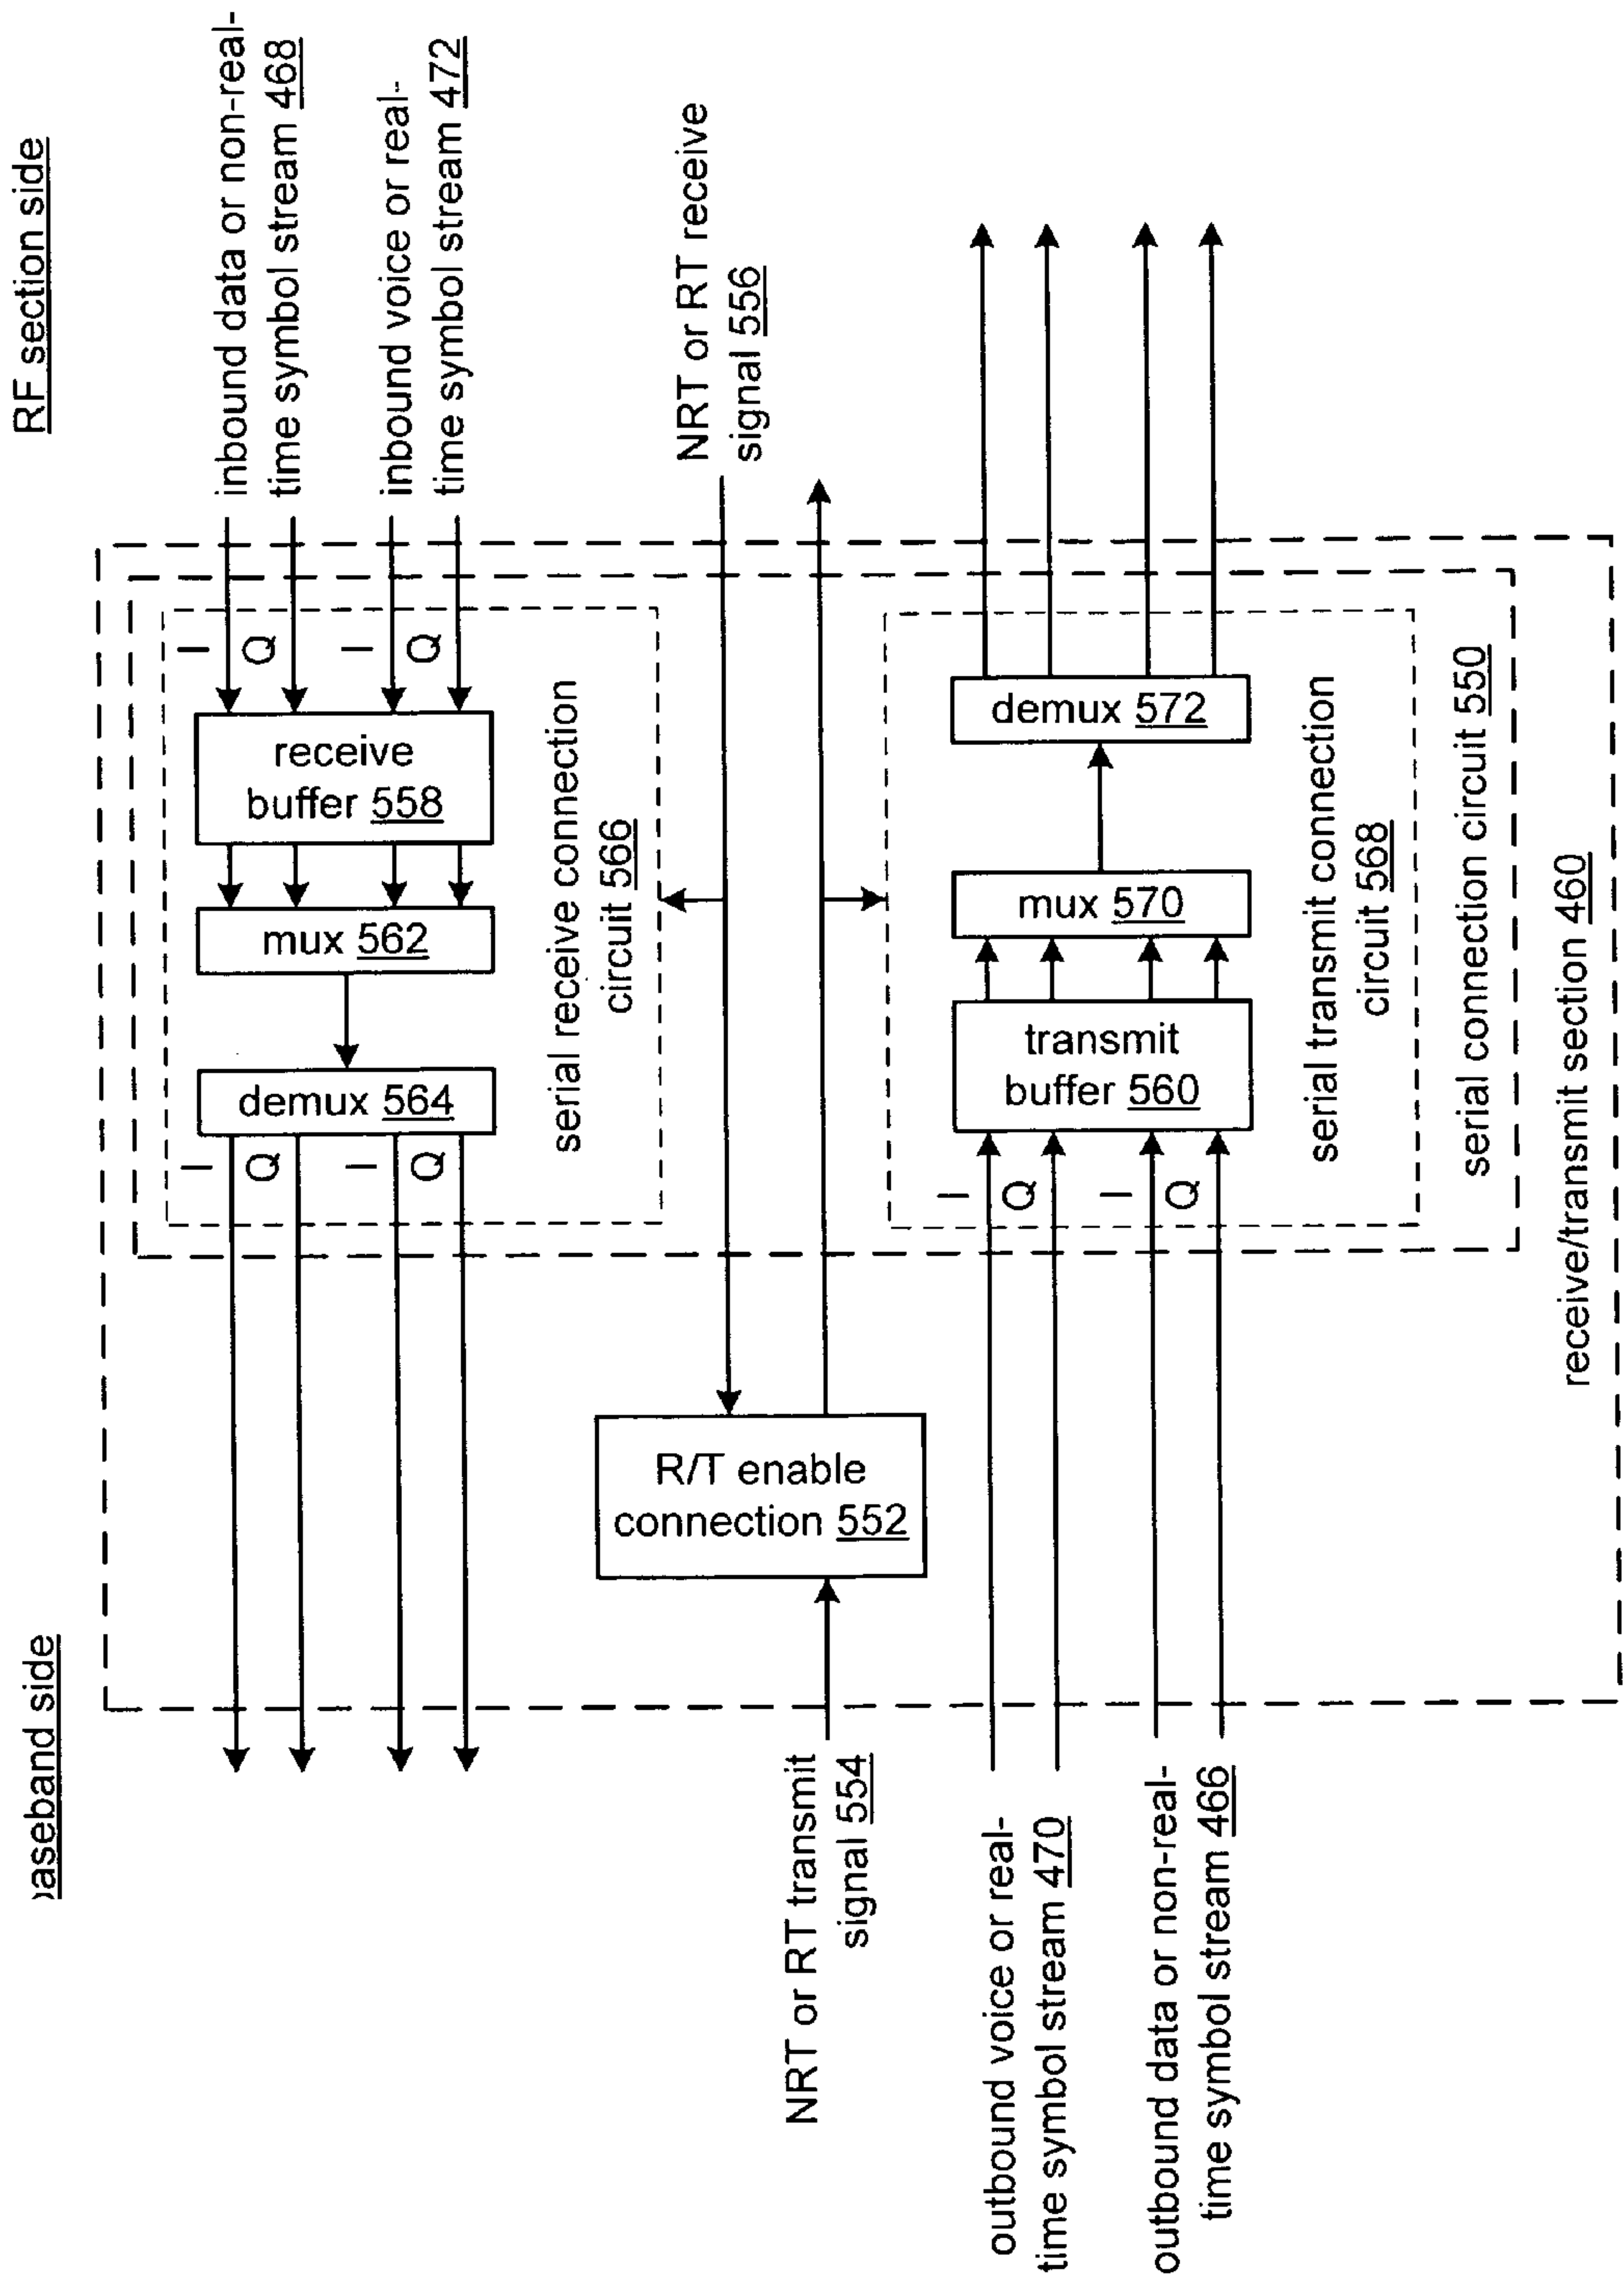 aseband side
RF section side
inbound data or non-real-
time symbol stream 468
inbound voice or real-
time symbol stream 472
I
Q
I
Q
receive
buffer 558
mux 562
demux 564
I
Q
I
Q
serial receive connection
circuit 566
NRT or RT receive
signal 556
R/T enable
connection 552
NRT or RT transmit
signal 554
outbound voice or real-
time symbol stream 470
outbound data or non-real-
time symbol stream 466
I
Q
I
Q
transmit
buffer 560
mux 570
demux 572
serial transmit connection
circuit 568
serial connection circuit 550
receive/transmit section 460